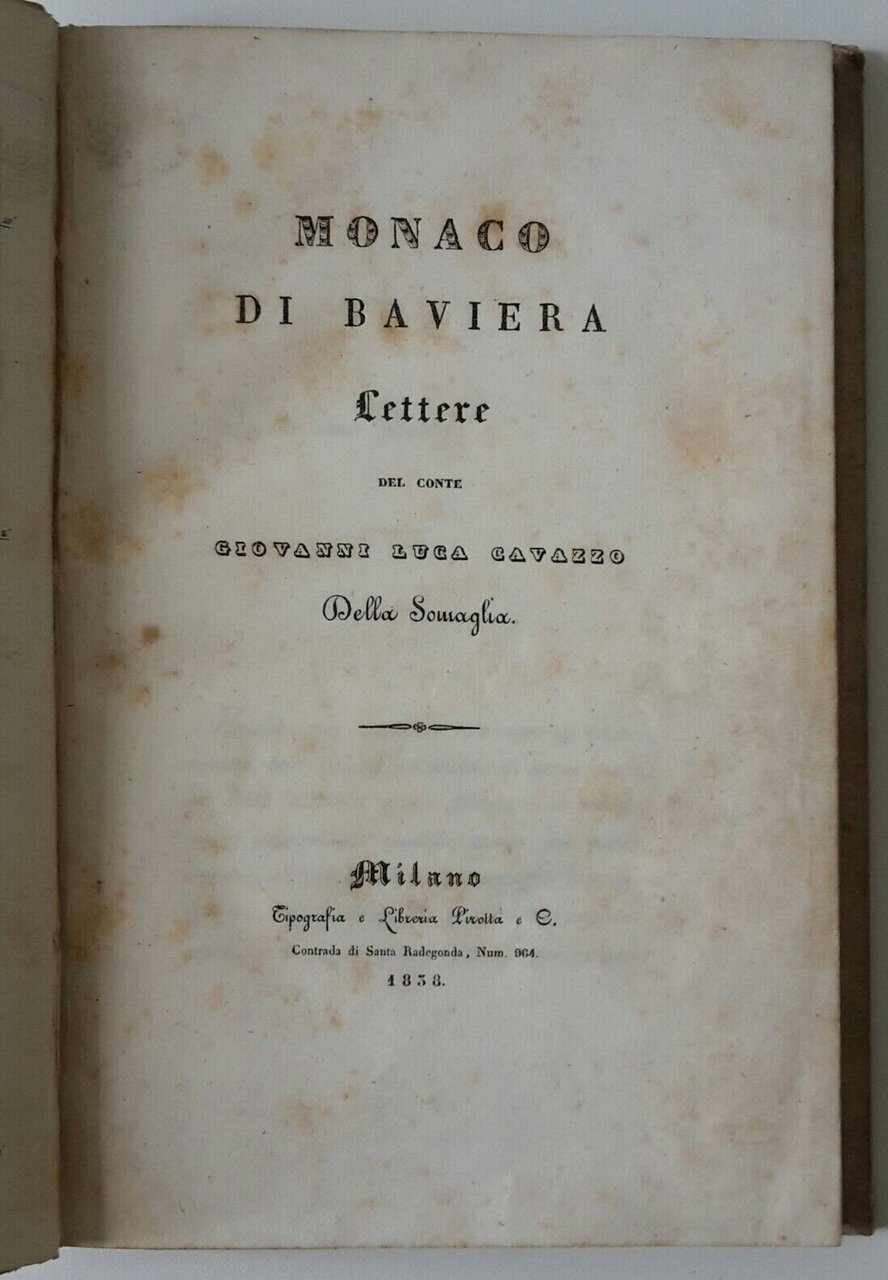 MONACO
DI BAVIERA
Lettere
DEL CONTE
GIOVANNI LUCA CAVAZZO
Della Somaglia.
Milano
Tipografia e Libreria Pirotta e C.
Contrada di Santa Radegonda, Num. 964.
1838.